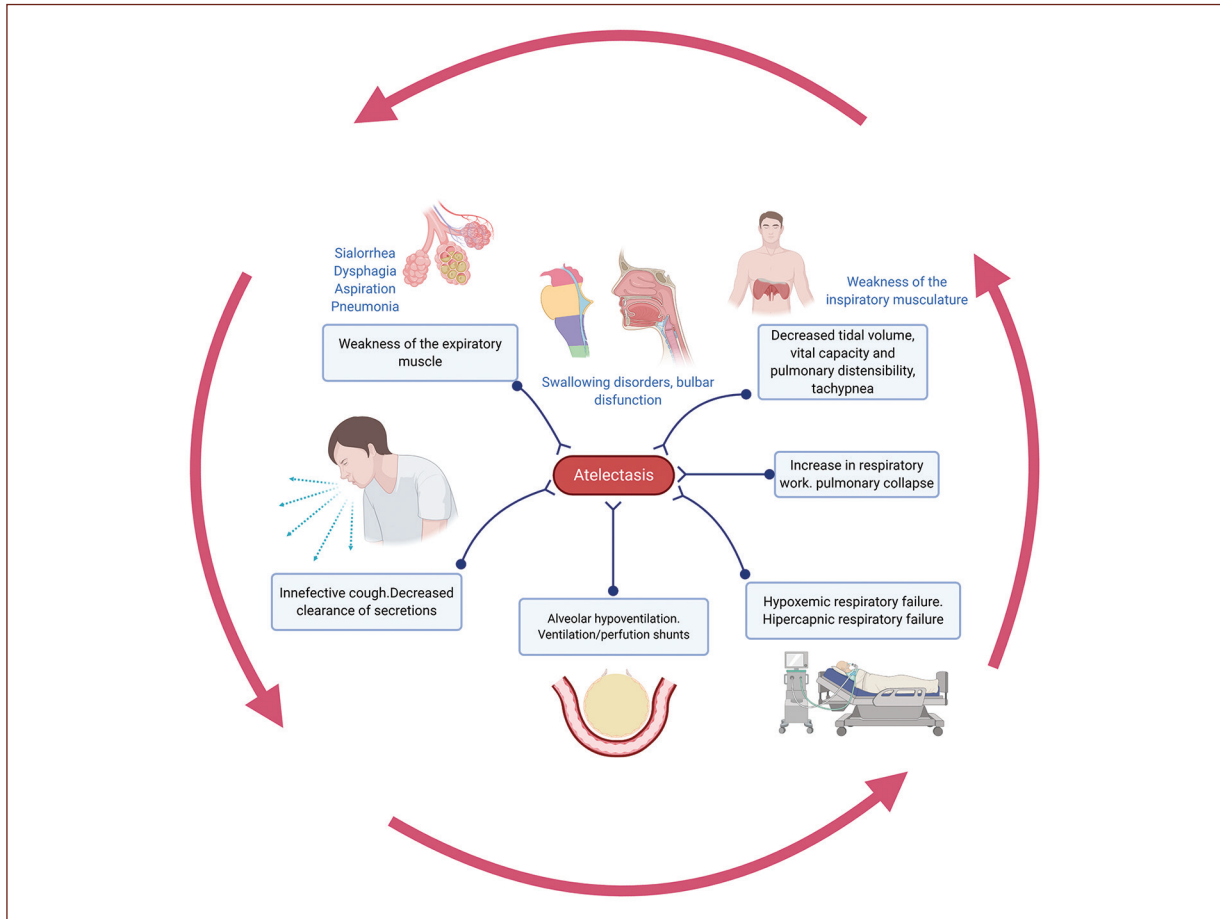 Sialorrhea
Dysphagia
Aspiration
Pneumonia
Weakness of the expiratory
muscle
Swallowing disorders, bulbar
disfunction
Weakness of the
inspiratory musculature
Decreased tidal volume,
vital capacity and
pulmonary distensibility,
tachypnea
Atelectasis
Increase in respiratory
work. pulmonary collapse
Innefective cough.Decreased
clearance of secretions
Alveolar hypoventilation.
Ventilation/perfution shunts
Hypoxemic respiratory failure.
Hipercapnic respiratory failure